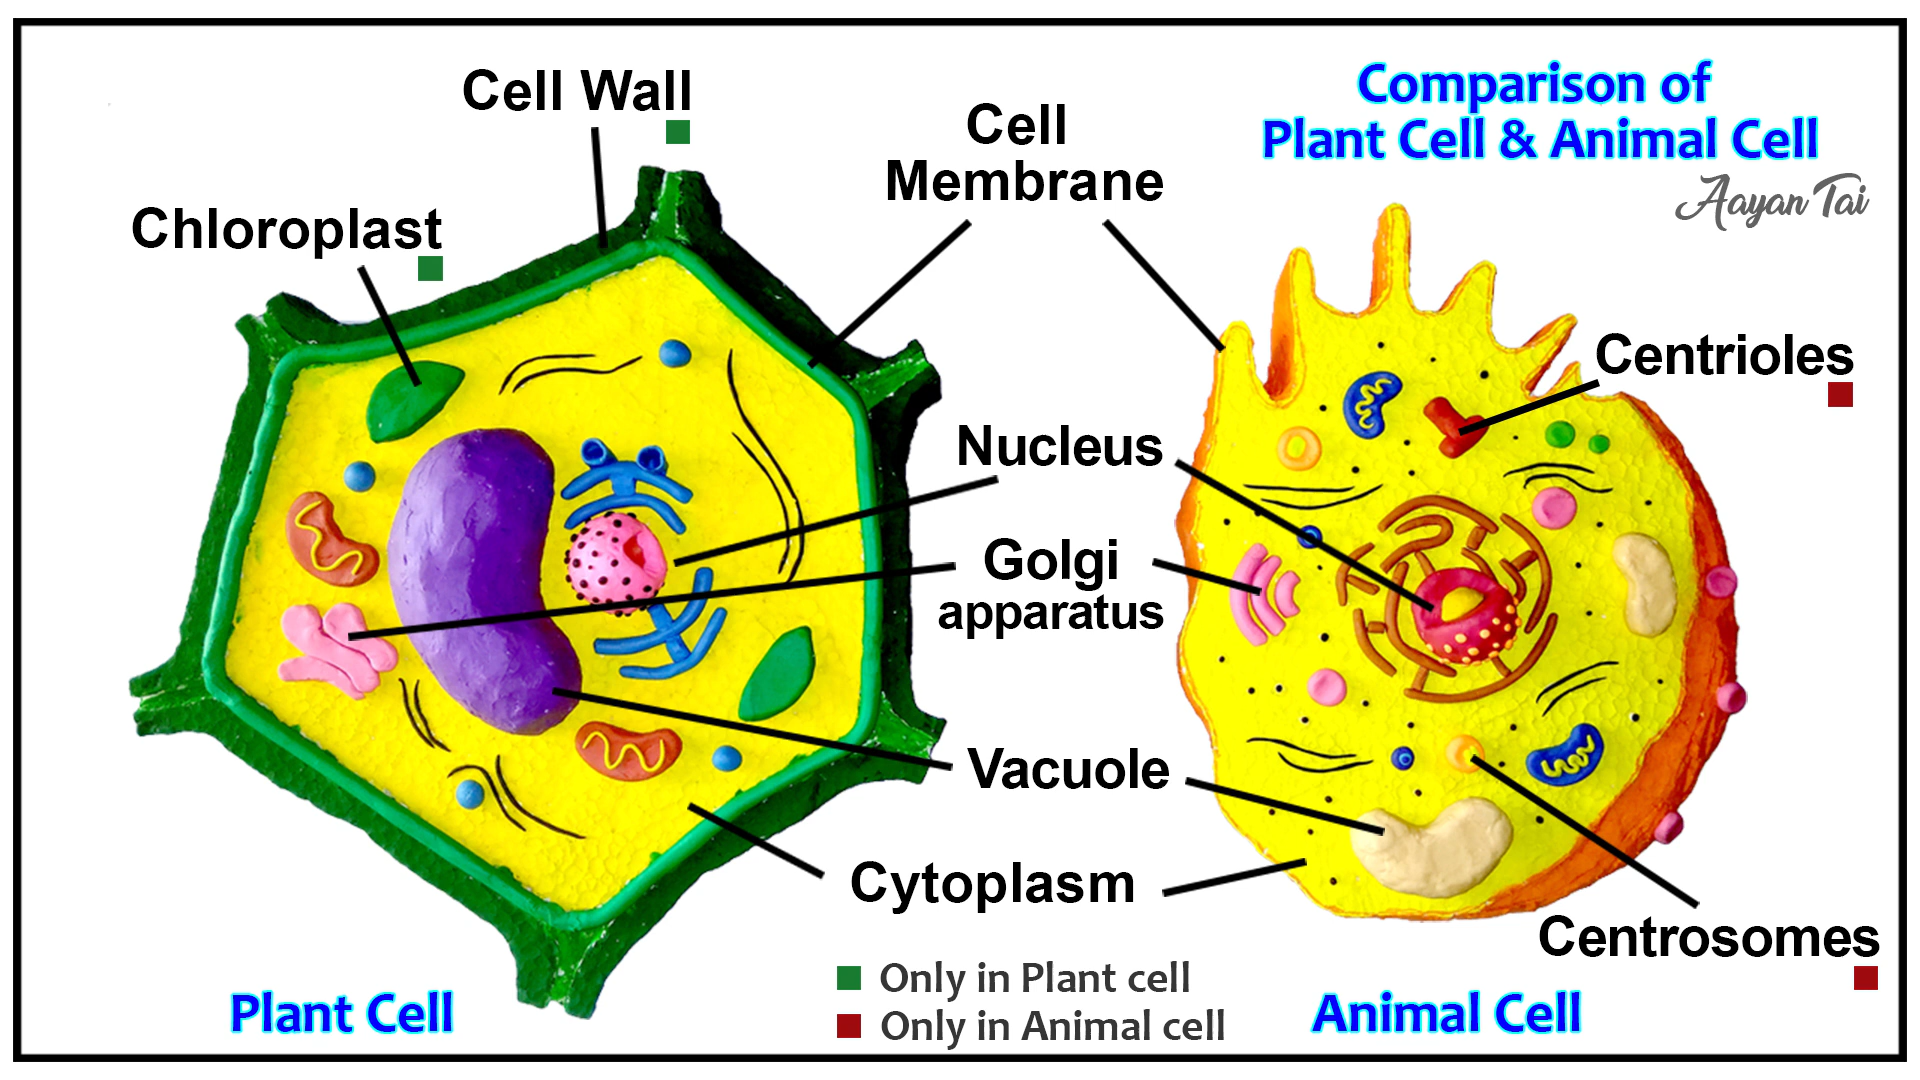 Comparison of
Plant Cell & Animal Cell
Aayan Tai
Cell Wall
Chloroplast
Cell
Membrane
Centrioles
Nucleus
Golgi
apparatus
Vacuole
Cytoplasm
Centrosomes
Only in Plant cell
Only in Animal cell
Plant Cell
Animal Cell